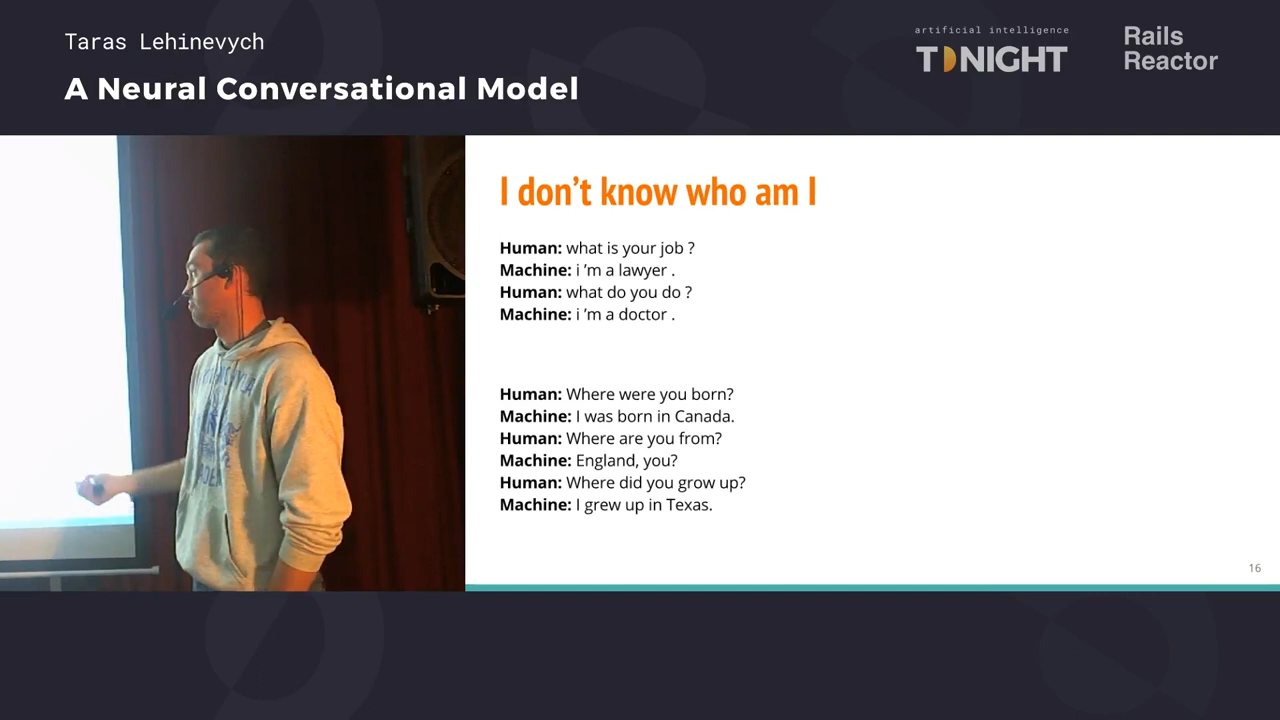 Taras Lehinevych
A Neural Conversational Model
artificial intelligence
TONIGHT
Rails
Reactor
I don’t know who am I
Human: what is your job ?
Machine: i ’m a lawyer .
Human: what do you do ?
Machine: i ’m a doctor .
Human: Where were you born?
Machine: I was born in Canada.
Human: Where are you from?
Machine: England, you?
Human: Where did you grow up?
Machine: I grew up in Texas.
16